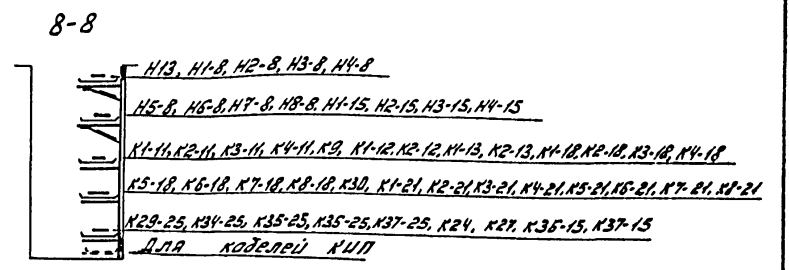 8-8
Н13, Н1-8, Н2-8, Н3-8, Н4-8
Н5-8, Н6-8, Н7-8, Н8-8. Н1-15, Н2-15, Н3-15, Н4-15
К1-11, К2-11, К3-11, К4-11, К9, К1-12, К2-12, К1-13, К2-13, К1-18, К2-18, К3-18, К4-18
К5-18, К6-18, К7-18, К8-18, К30, К1-21, К2-21, К3-21, К4-21, К5-21, К6-21, К7-21, К8-21
К29-25, К34-25, К35-25, К35-25, К37-25, К24, К27, К36-15, К37-15
Для кабелей КИП